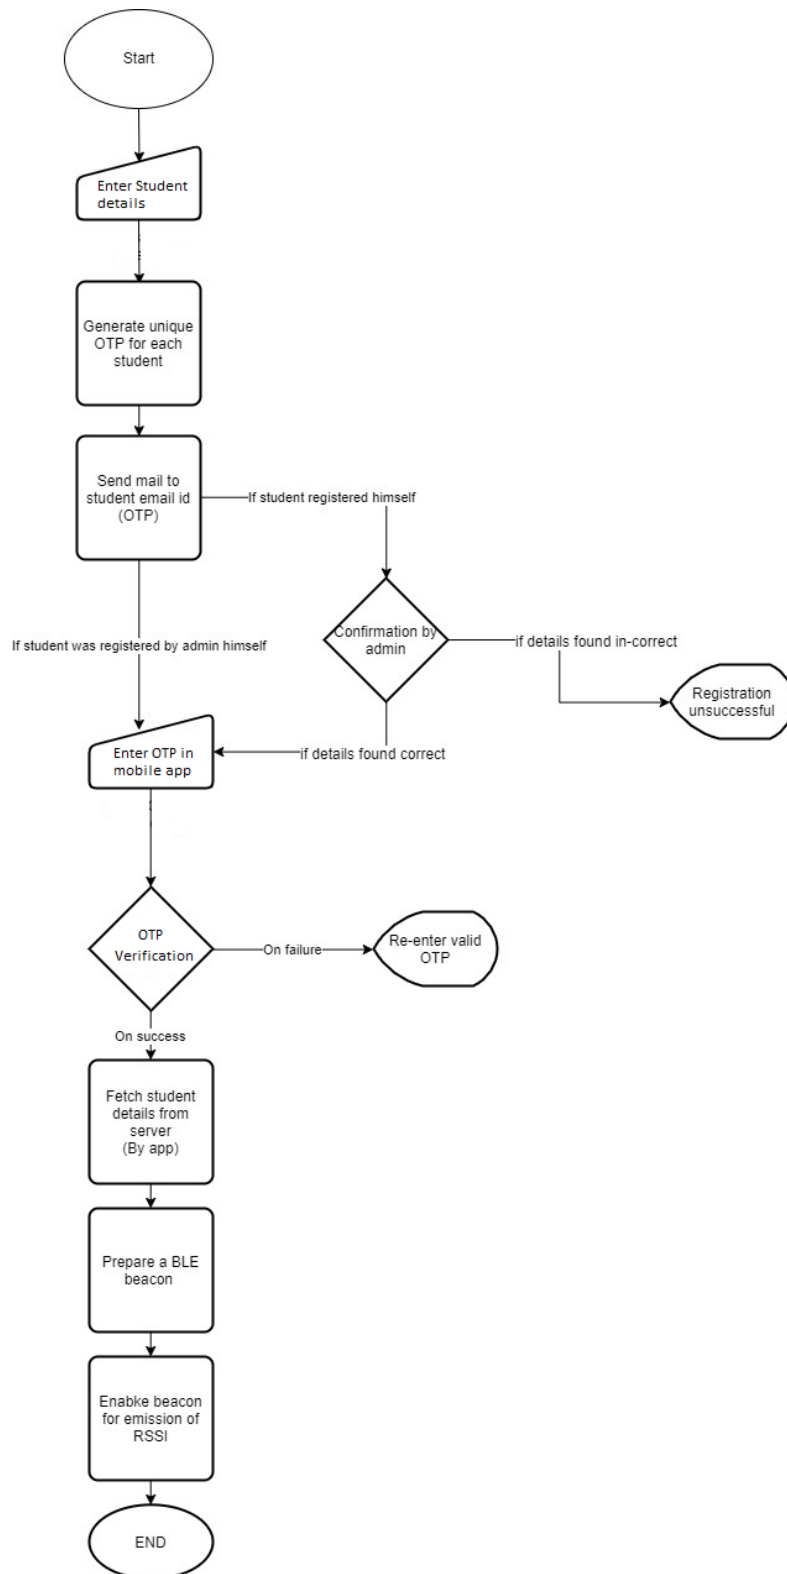 Start
Enter Student
details
Generate unique
OTP for each
student
Send mail to
student email id
(OTP)
If student registered himself
Confirmation by
admin
if details found in-correct
Registration
unsuccessful
If student was registered by admin himself
if details found correct
Enter OTP in
mobile app
OTP
Verification
On failure
Re-enter valid
OTP
On success
Fetch student
details from
server
(By app)
Prepare a BLE
beacon
Enabke beacon
for emission of
RSSI
END